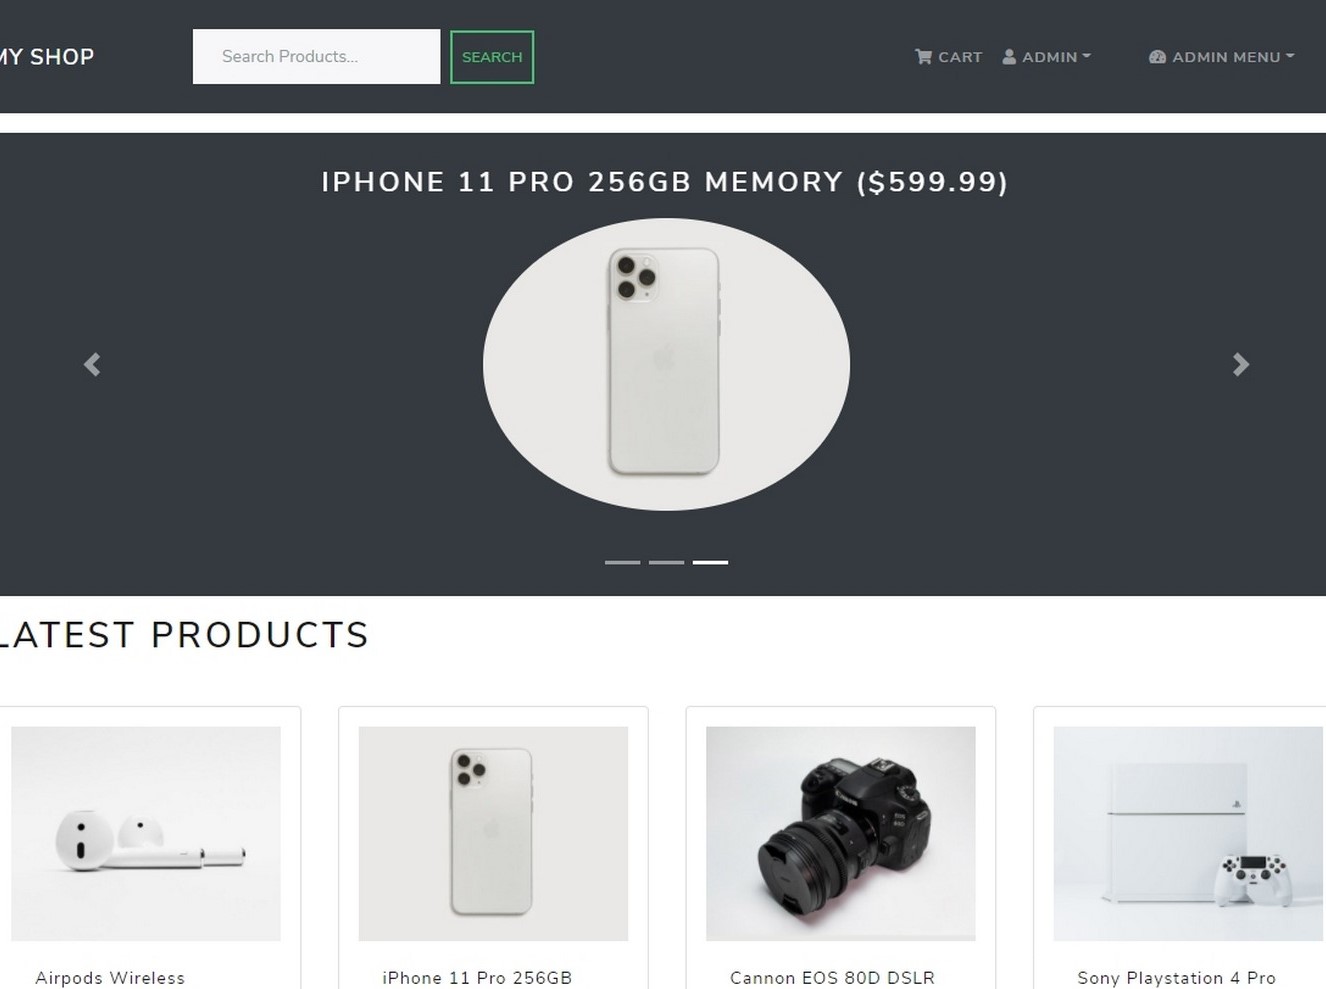 MY SHOP
Search Products...
SEARCH
CART
ADMIN
ADMIN MENU
IPHONE 11 PRO 256GB MEMORY ($599.99)
LATEST PRODUCTS
Airpods Wireless
iPhone 11 Pro 256GB
Cannon EOS 80D DSLR
Sony Playstation 4 Pro